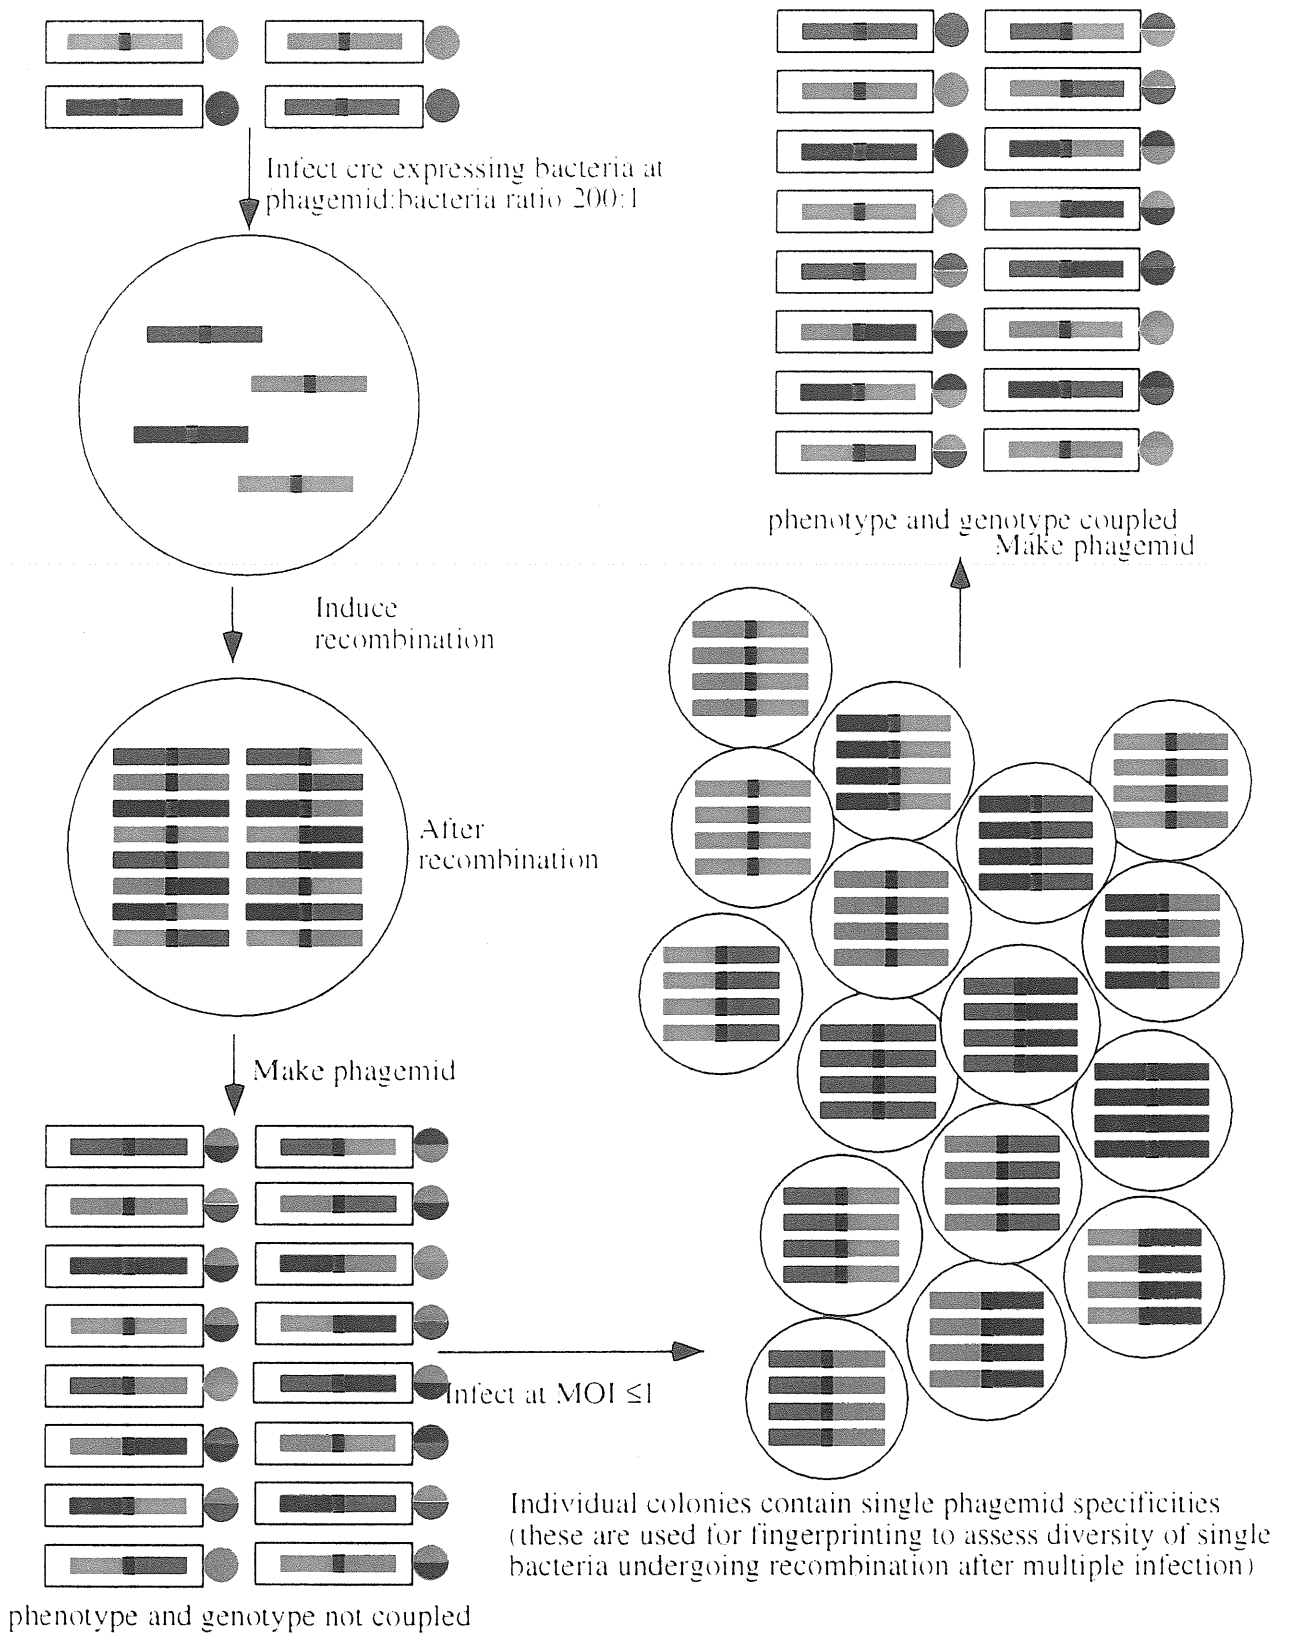 Infect cre expressing bacteria at
phagemid:bacteria ratio 200:1
Induce
recombination
After
recombination
Make phagemid
phenotype and genotype not coupled
Infect at MOI ≤1
Individual colonies contain single phagemid specificities
(these are used for fingerprinting to assess diversity of single
bacteria undergoing recombination after multiple infection)
Make phagemid
phenotype and genotype coupled